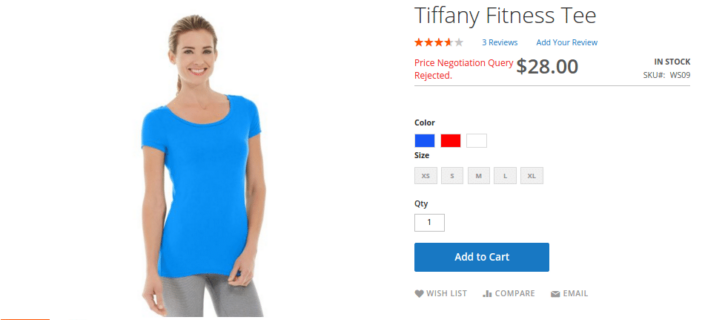 Tiffany Fitness Tee
3 Reviews Add Your Review
Price Negotiation Query $28.00 IN STOCK
Rejected. SKU#: WS09
Color
Size
XS S M L XL
Qty
1
Add to Cart
WISH LIST COMPARE EMAIL